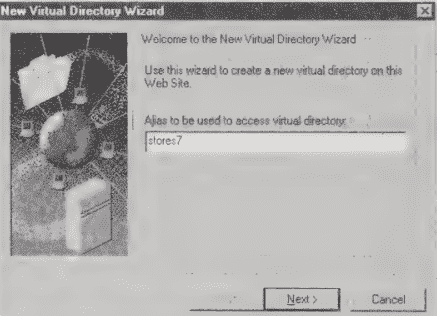 New Virtual Directory Wizard
Welcome to the New Virtual Directory Wizard
Use this wizard to create a new virtual directory on this
Web Site.
Alias to be used to access virtual directory:
stores7
Next >
Cancel